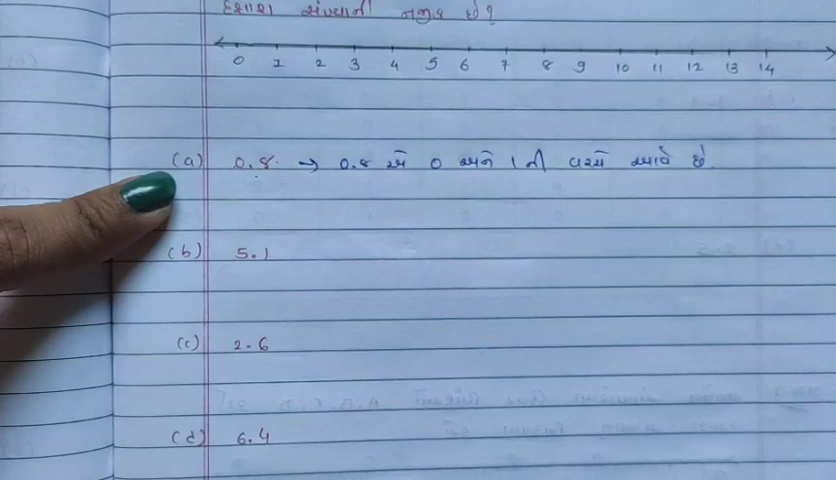 દશાંશ સંખ્યાની નજીક છે?
0 1 2 3 4 5 6 7 8 9 10 11 12 13 14
(a) 0.8. → 0.8 એ 0 અને 1 ની વચ્ચે આવે છે.
(b) 5.1
(c) 2.6
(d) 6.4